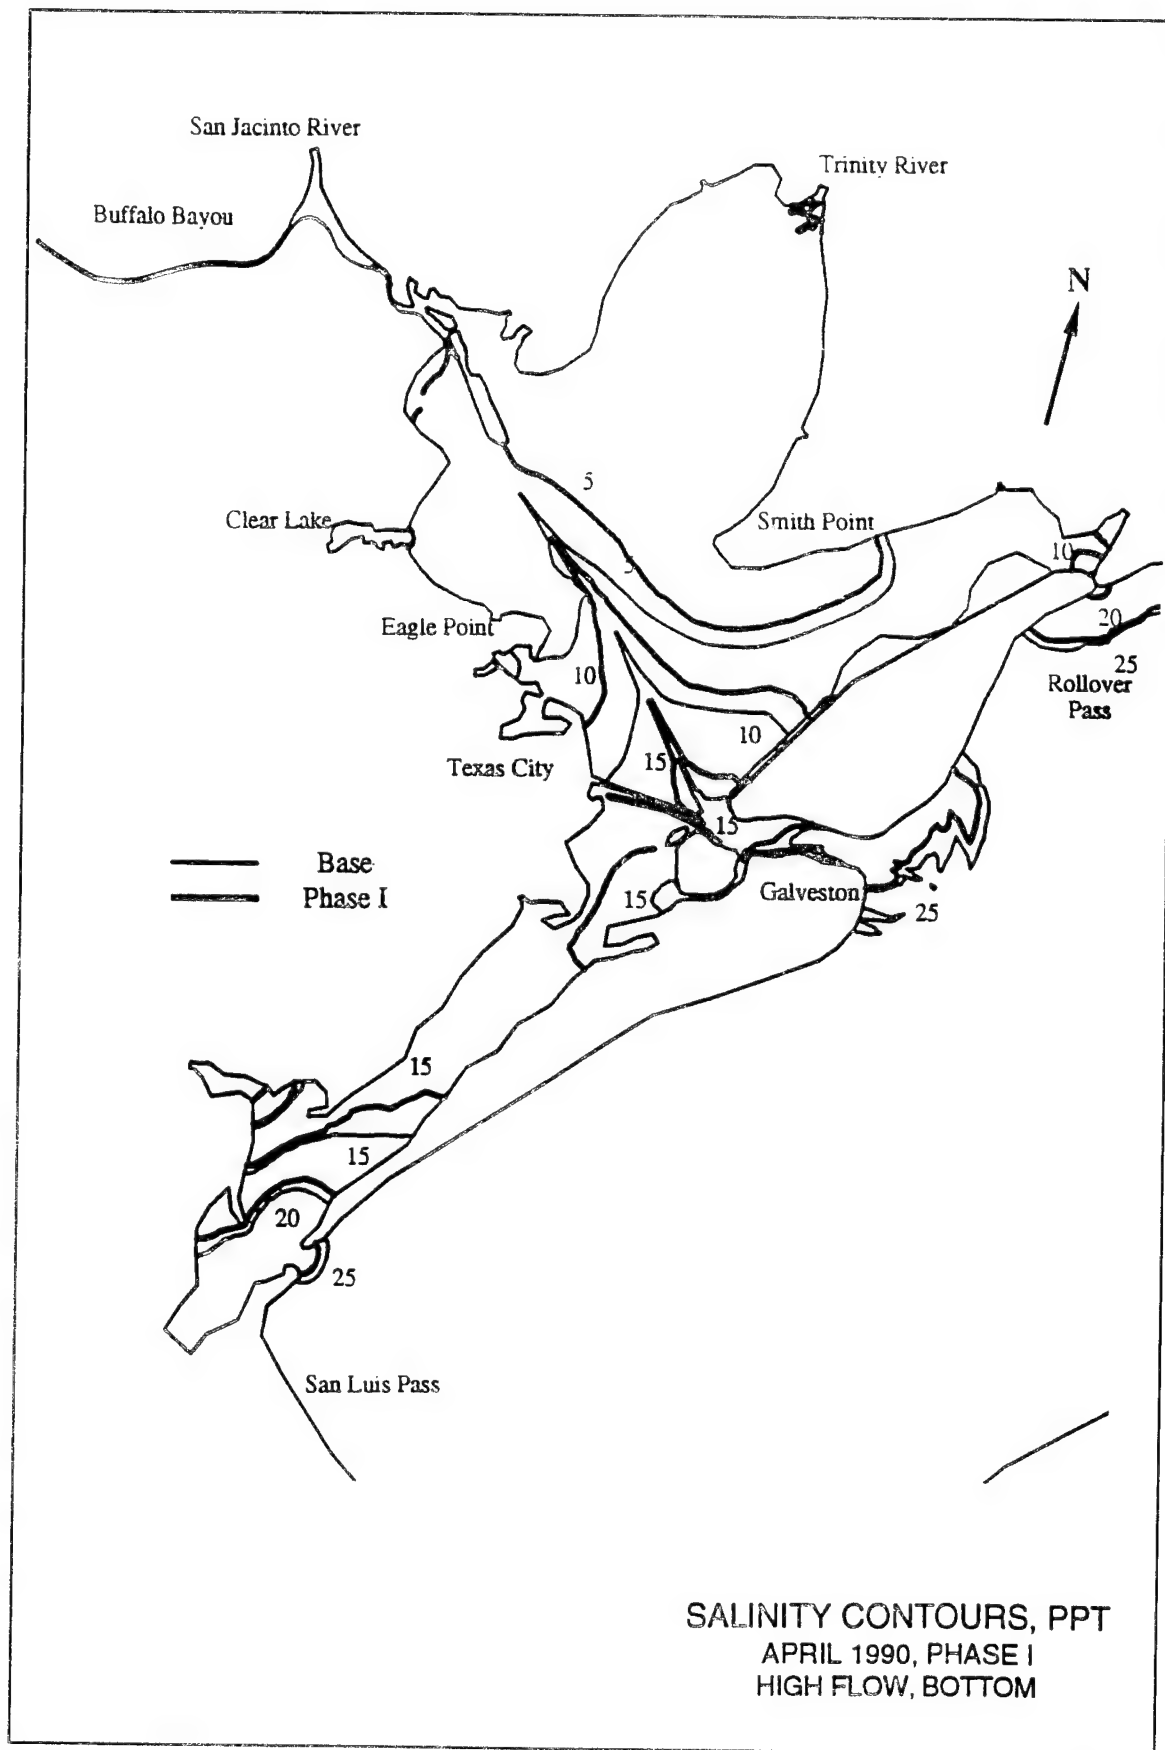 San Jacinto River
Trinity River
Buffalo Bayou
N
5
Clear Lake
Smith Point
10
5
20
Eagle Point
25
10
Rollover
Pass
10
15
Texas City
15
Base
Phase I
15
Galveston
25
15
15
20
25
San Luis Pass
SALINITY CONTOURS, PPT
APRIL 1990, PHASE I
HIGH FLOW, BOTTOM